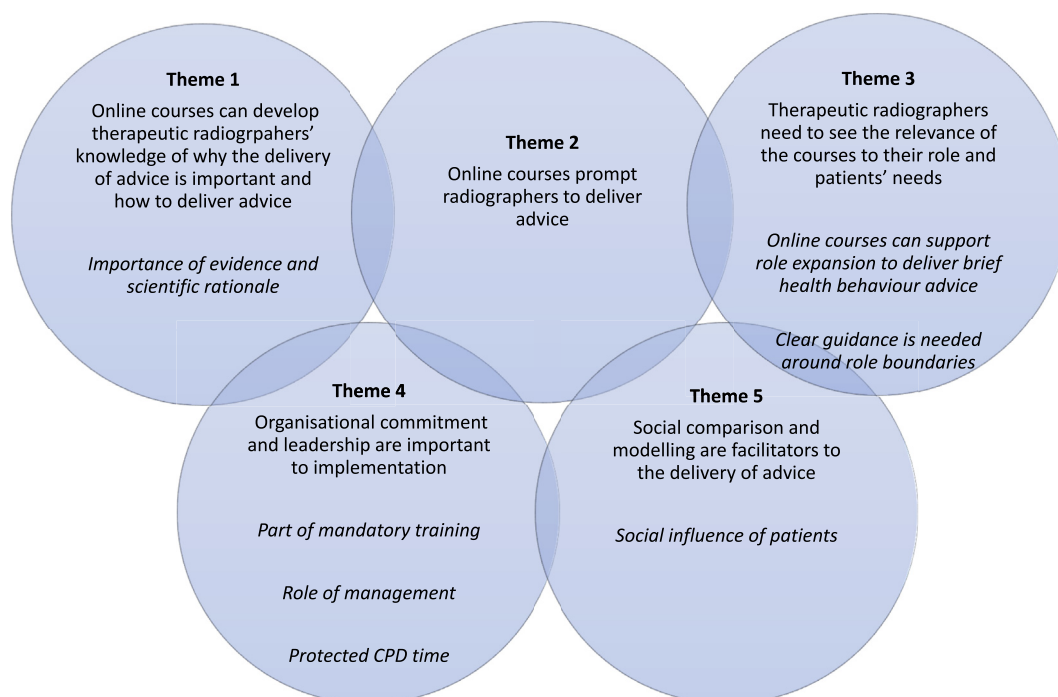 Theme 1
Online courses can develop
therapeutic radiogrpahers'
knowledge of why the delivery
of advice is important and
how to deliver advice
Importance of evidence and
scientific rationale
Theme 2
Online courses prompt
radiographers to deliver
advice
Theme 3
Therapeutic radiographers
need to see the relevance of
the courses to their role and
patients' needs
Online courses can support
role expansion to deliver brief
health behaviour advice
Clear guidance is needed
around role boundaries
Theme 4
Organisational commitment
and leadership are important
to implementation
Part of mandatory training
Role of management
Protected CPD time
Theme 5
Social comparison and
modelling are facilitators to
the delivery of advice
Social influence of patients